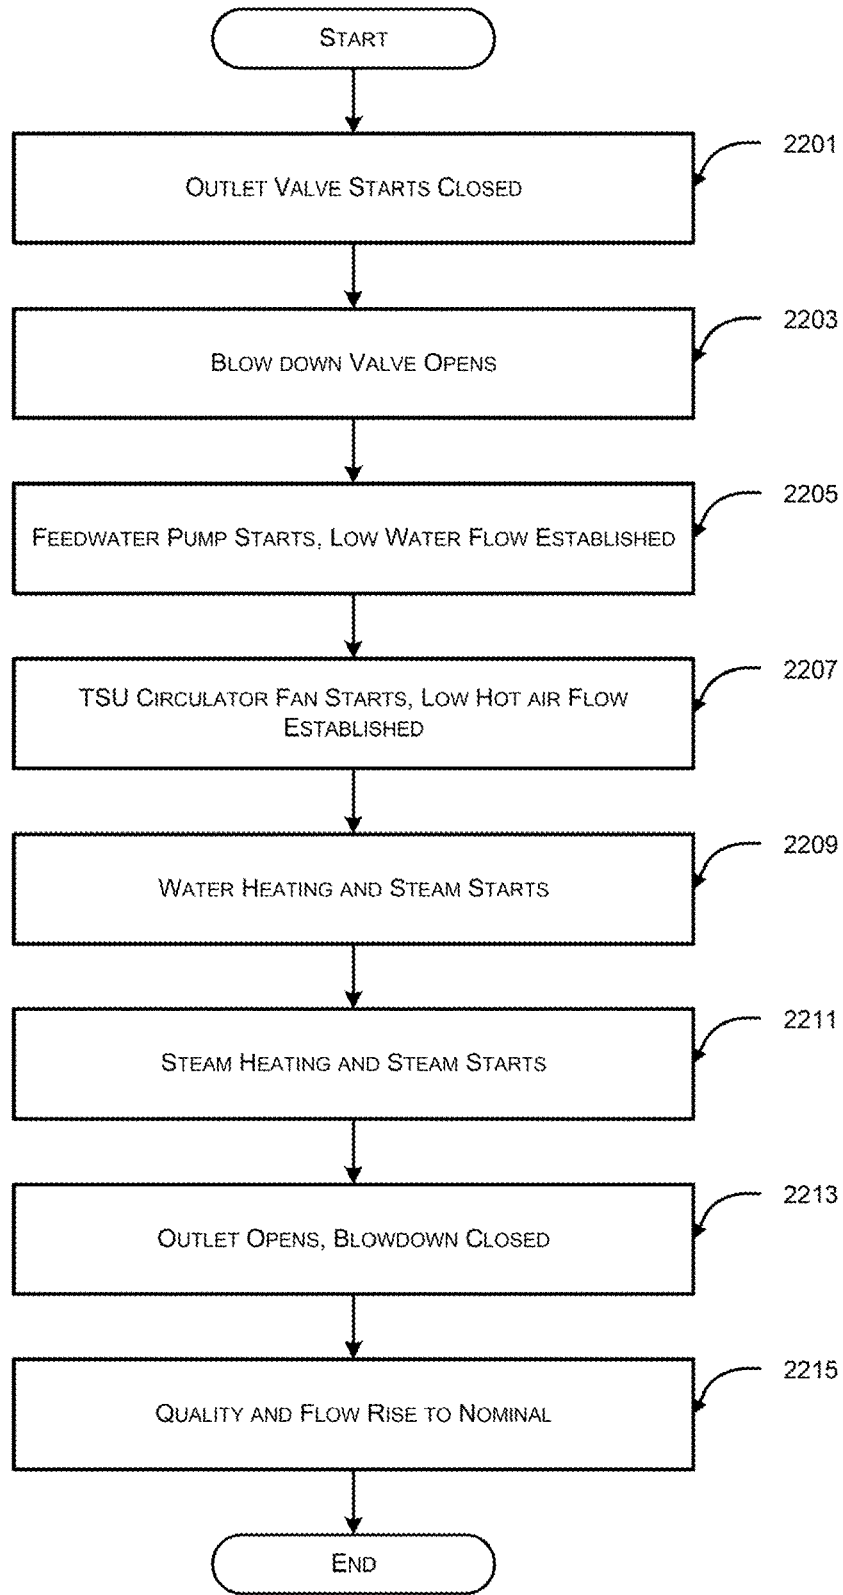 START
2201
OUTLET VALVE STARTS CLOSED
2203
BLOW DOWN VALVE OPENS
2205
FEEDWATER PUMP STARTS, LOW WATER FLOW ESTABLISHED
2207
TSU CIRCULATOR FAN STARTS, LOW HOT AIR FLOW
ESTABLISHED
2209
WATER HEATING AND STEAM STARTS
2211
STEAM HEATING AND STEAM STARTS
2213
OUTLET OPENS, BLOWDOWN CLOSED
2215
QUALITY AND FLOW RISE TO NOMINAL
END